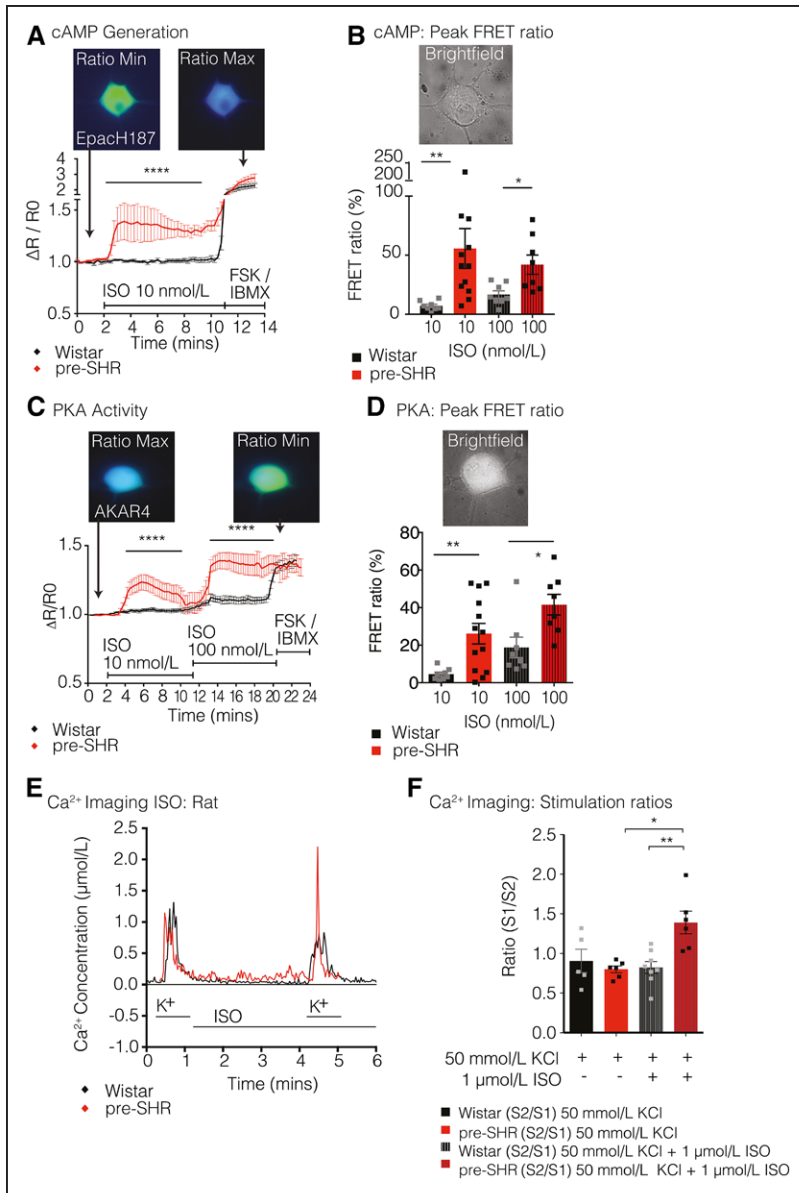 A cAMP Generation
Ratio Min
Ratio Max
EpacH187
4
3
2
1.5
1.0
0.5
ΔR / R0
****
ISO 10 nmol/L
FSK /
IBMX
0 2 4 6 8 10 12 14
Time (mins)
Wistar
pre-SHR
B cAMP: Peak FRET ratio
Brightfield
250
200
150
100
50
0
FRET ratio (%)
**
*
10 10 100 100
ISO (nmol/L)
Wistar
pre-SHR
C PKA Activity
Ratio Max
Ratio Min
AKAR4
1.5
1.0
0.5
ΔR/R0
****
****
ISO
10 nmol/L
ISO
100 nmol/L
FSK /
IBMX
0 2 4 6 8 10 12 14 16 18 20 22 24
Time (mins)
Wistar
pre-SHR
D PKA: Peak FRET ratio
Brightfield
80
60
40
20
0
FRET ratio (%)
**
*
10 10 100 100
ISO (nmol/L)
Wistar
pre-SHR
E Ca²⁺ Imaging ISO: Rat
2.5
2.0
1.5
1.0
0.5
0.0
-0.5
-1.0
Ca²⁺ Concentration (µmol/L)
K+
K+
ISO
0 1 2 3 4 5 6
Time (mins)
Wistar
pre-SHR
F Ca²⁺ Imaging: Stimulation ratios
2.5
2.0
1.5
1.0
0.5
0.0
Ratio (S1/S2)
*
**
50 mmol/L KCl + + + +
1 µmol/L ISO - - + +
Wistar (S2/S1) 50 mmol/L KCl
pre-SHR (S2/S1) 50 mmol/L KCl
Wistar (S2/S1) 50 mmol/L KCl + 1 µmol/L ISO
pre-SHR (S2/S1) 50 mmol/L KCl + 1 µmol/L ISO